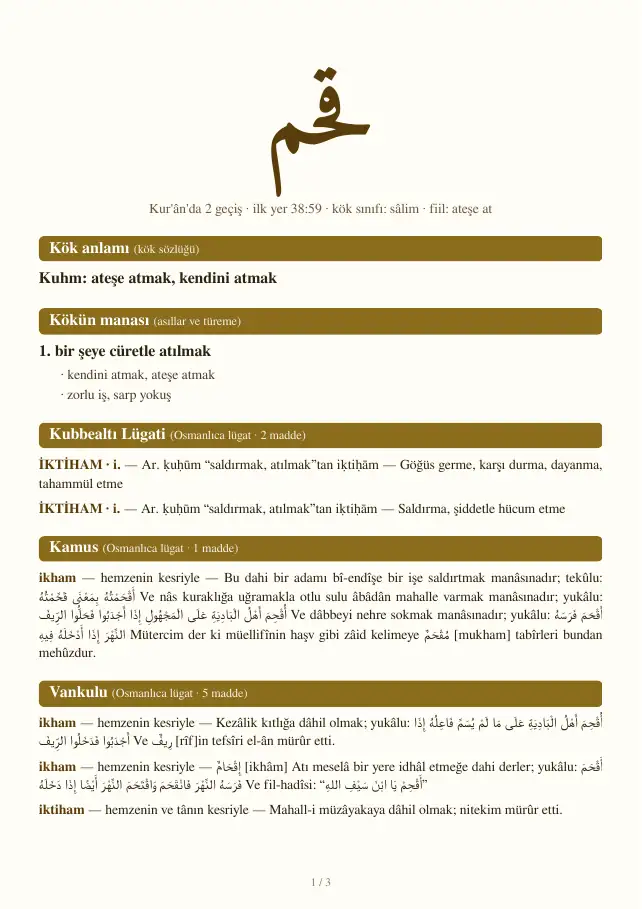 قحم
Kur'ân'da 2 geçiş · ilk yer 38:59 · kök sınıfı: sâlim · fiil: ateşe at
Kök anlamı (kök sözlüğü)
Kuhm: ateşe atmak, kendini atmak
Kökün manası (asıllar ve türeme)
1. bir şeye cüretle atılmak
· kendini atmak, ateşe atmak
· zorlu iş, sarp yokuş
Kubbealtı Lügati (Osmanlıca lügat · 2 madde)
İKTİHAM · i. — Ar. ḳuḥūm “saldırmak, atılmak”tan iḳtiḥām — Göğüs germe, karşı durma, dayanma,
tahammül etme
İKTİHAM · i. — Ar. ḳuḥūm “saldırmak, atılmak”tan iḳtiḥām — Saldırma, şiddetle hücum etme
Kamus (Osmanlıca lügat · 1 madde)
ikham — hemzenin kesriyle — Bu dahi bir adamı bî-endîşe bir işe saldırtmak manâsınadır; tekûlu:
أَقْحَمْتُهُ بِمَعْنَى قَحَمْتُهُ Ve nâs kuraklığa uğramakla otlu sulu âbâdân mahalle varmak manâsınadır; yukâlu:
أُقْحِمَ أَهْلُ الْبَادِيَةِ عَلَى الْمَجْهُولِ إِذَا أَجْدَبُوا فَحَلُّوا الرِّيفَ Ve dâbbeyi nehre sokmak manâsınadır; yukâlu: أَقْحَمَ فَرَسَهُ
النَّهْرَ إِذَا أَدْخَلَهُ فِيهِ Mütercim der ki müellifînin haşv gibi zâid kelimeye مُقْحَمٌ [mukham] tabîrleri bundan
mehûzdur.
Vankulu (Osmanlıca lügat · 5 madde)
ikham — hemzenin kesriyle — Kezâlik kıtlığa dâhil olmak; yukâlu: أُقْحِمَ أَهْلُ الْبَادِيَةِ عَلَى مَا لَمْ يُسَمَّ فَاعِلُهُ إِذَا
أَجْدَبُوا فَدَخَلُوا الرِّيفَ Ve رِيفٌ [rîf]in tefsîri el-ân mürûr etti.
ikham — hemzenin kesriyle — إِقْحَامٌ [ikhâm] Atı meselâ bir yere idhâl etmeğe dahi derler; yukâlu: أَقْحَمَ
فَرَسَهُ النَّهْرَ فَانْقَحَمَ وَاقْتَحَمَ النَّهْرَ أَيْضًا إِذَا دَخَلَهُ Ve fil-hadîsi: “أَقْحِمْ يَا ابْنَ سَيْفِ اللهِ”
iktiham — hemzenin ve tânın kesriyle — Mahall-i müzâyakaya dâhil olmak; nitekim mürûr etti.
1 / 3